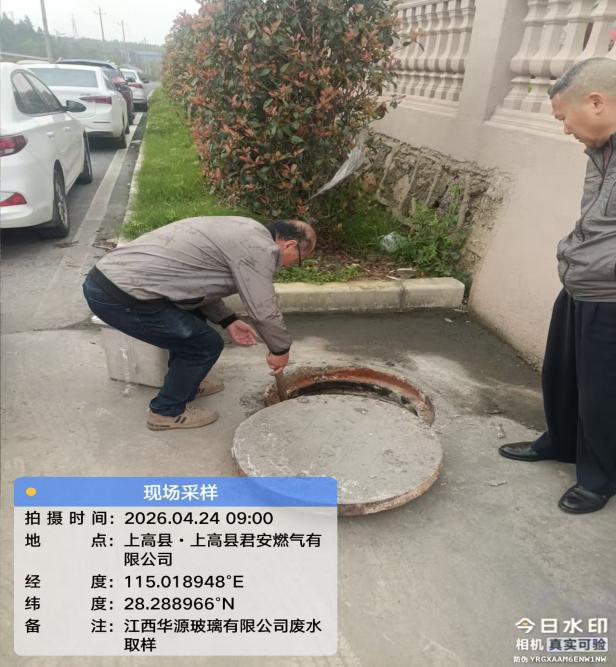 现场采样
拍摄时间：2026.04.24 09:00
地点：上高县·上高县君安燃气有
限公司
经度：115.018948°E
纬度：28.288966°N
备注：江西华源玻璃有限公司废水
取样
今日水印
相机 真实可验
防伪 YRGXAAM6ENW1NW